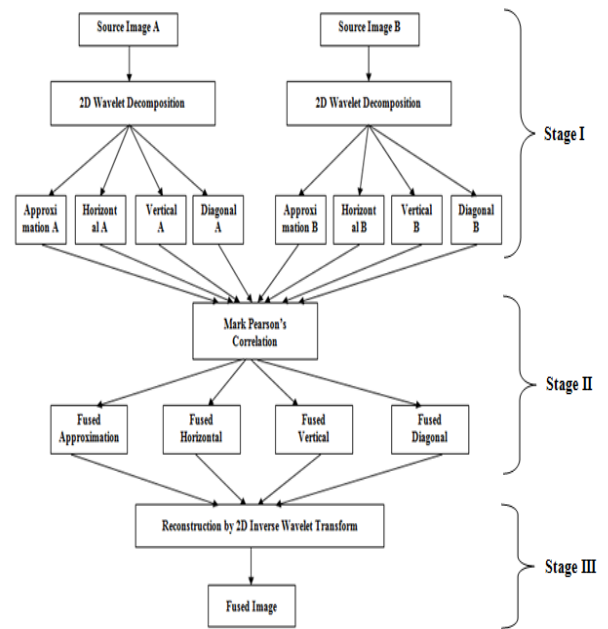 Source Image A
Source Image B
2D Wavelet Decomposition
2D Wavelet Decomposition
Stage I
Approxi
mation A
Horizont
al A
Vertical
A
Diagonal
A
Approxi
mation B
Horizont
al B
Vertical
B
Diagonal
B
Mark Pearson's
Correlation
Stage II
Fused
Approximation
Fused
Horizontal
Fused
Vertical
Fused
Diagonal
Reconstruction by 2D Inverse Wavelet Transform
Stage III
Fused Image